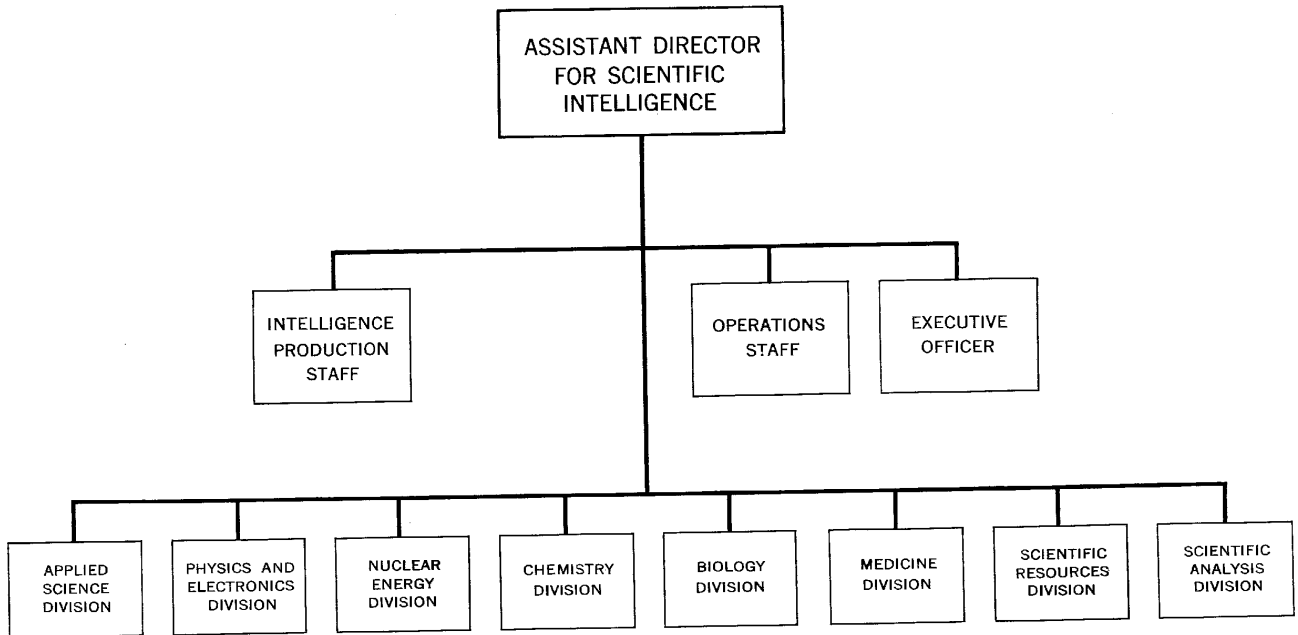 ASSISTANT DIRECTOR
FOR SCIENTIFIC
INTELLIGENCE
INTELLIGENCE
PRODUCTION
STAFF
OPERATIONS
STAFF
EXECUTIVE
OFFICER
APPLIED
SCIENCE
DIVISION
PHYSICS AND
ELECTRONICS
DIVISION
NUCLEAR
ENERGY
DIVISION
CHEMISTRY
DIVISION
BIOLOGY
DIVISION
MEDICINE
DIVISION
SCIENTIFIC
RESOURCES
DIVISION
SCIENTIFIC
ANALYSIS
DIVISION